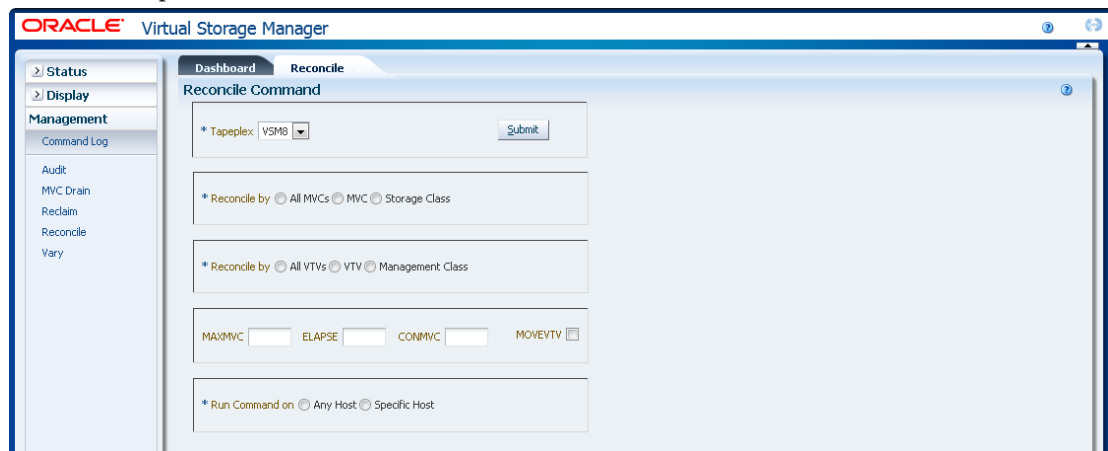 ORACLE Virtual Storage Manager
Status
Display
Management
Command Log
Audit
MVC Drain
Reclaim
Reconcile
Vary
Dashboard Reconcile
Reconcile Command
* Tapeplex VSM8 Submit
* Reconcile by All MVCs MVC Storage Class
* Reconcile by All VTVs VTV Management Class
MAXMVC ELAPSE CONMVC MOVEVTV
* Run Command on Any Host Specific Host